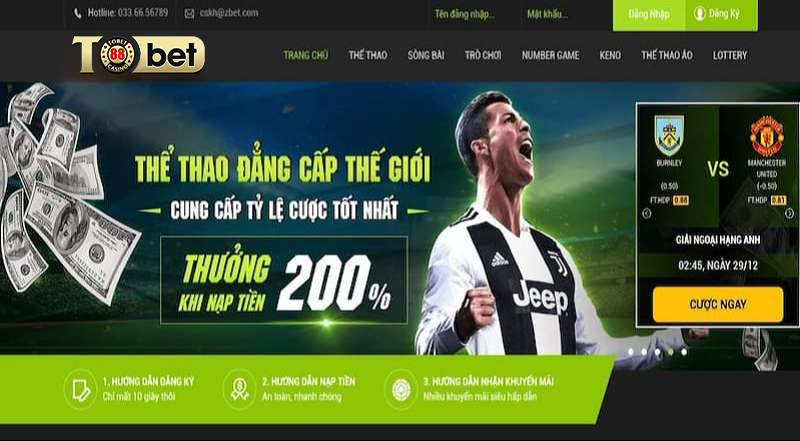 Hotline: 033.66.56789
cskh@zbet.com
Tên đăng nhập...
Mật khẩu...
Đăng Nhập
Đăng Ký
TObet
TOBET
88
CASINO
TRANG CHỦ
THỂ THAO
SÒNG BÀI
TRÒ CHƠI
NUMBER GAME
KENO
THỂ THAO ẢO
LOTTERY
THỂ THAO ĐẲNG CẤP THẾ GIỚI
CUNG CẤP TỶ LỆ CƯỢC TỐT NHẤT
THƯỞNG
KHI NẠP TIỀN
200%
Jeep
BURNLEY
(0.50)
FT.HDP 0.88
VS
MANCHESTER
UNITED
(-0.50)
FT.HDP 0.81
GIẢI NGOẠI HẠNG ANH
02:45, NGÀY 29/12
CƯỢC NGAY
1. HƯỚNG DẪN ĐĂNG KÝ
Chỉ mất 10 giây thôi
2. HƯỚNG DẪN NẠP TIỀN
An toàn, nhanh chóng
3. HƯỚNG DẪN NHẬN KHUYẾN MÃI
Nhiều khuyến mãi siêu hấp dẫn